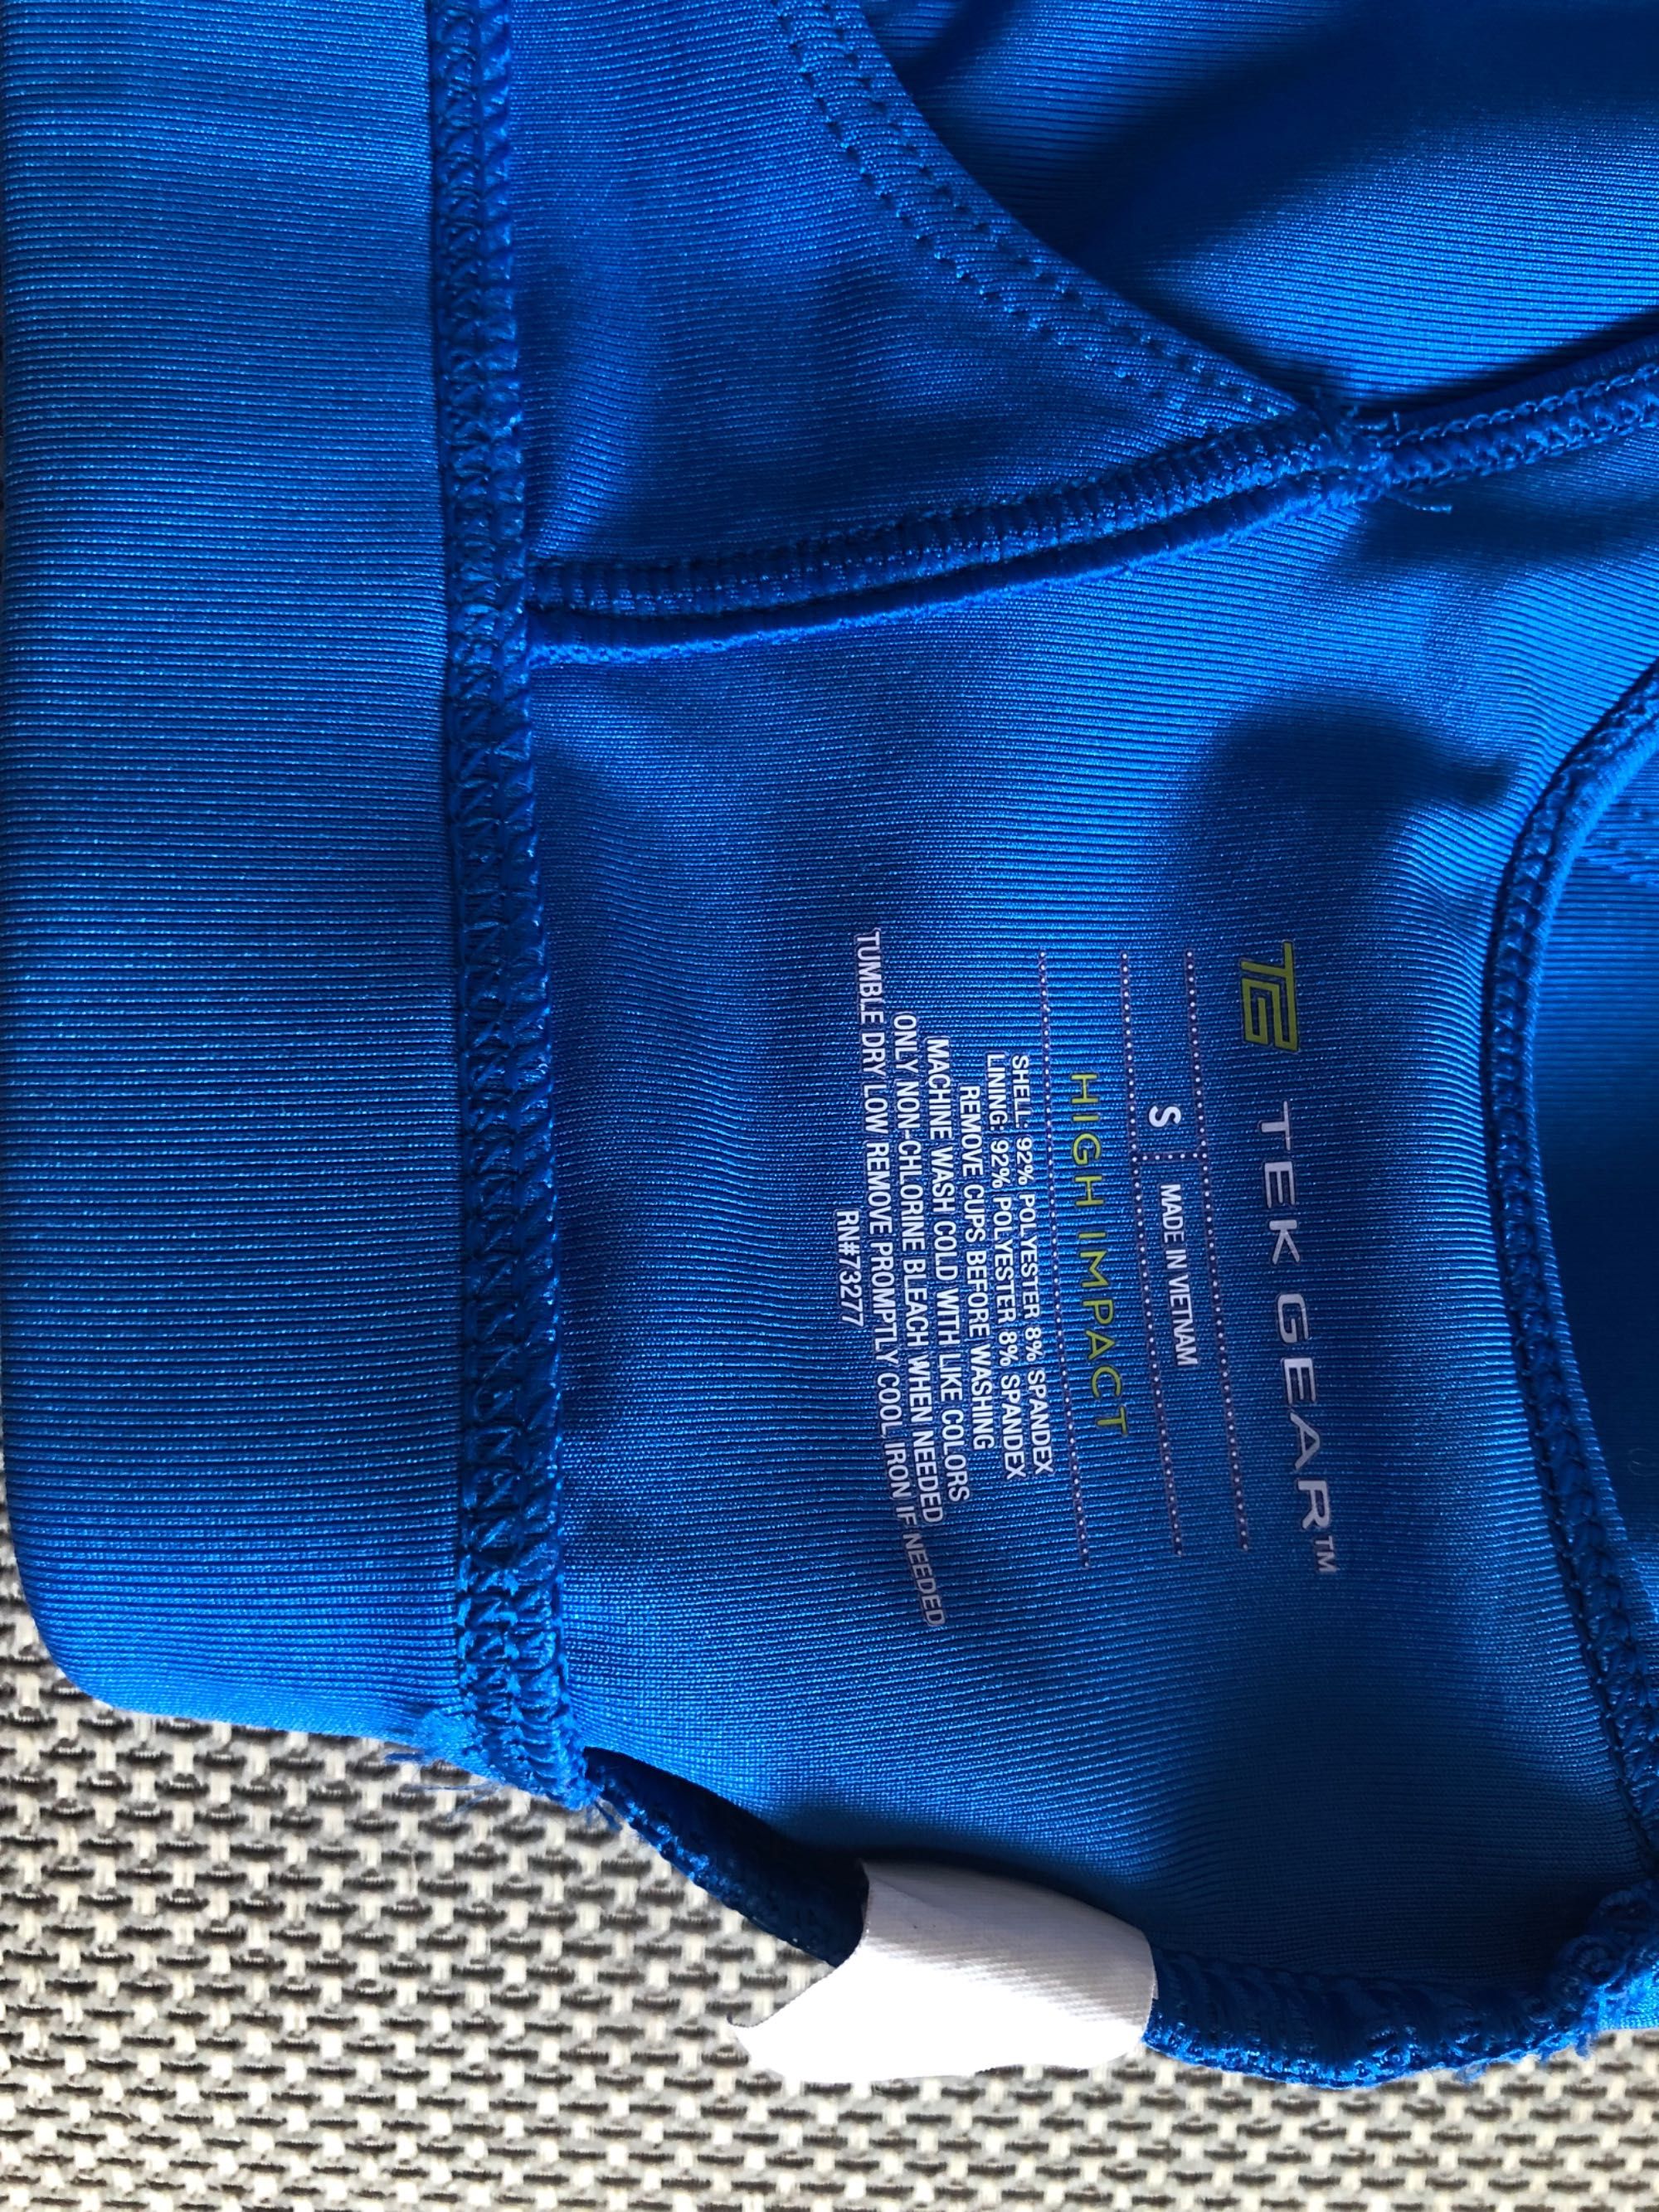 TG TEK GEAR™
S MADE IN VIETNAM
HIGH IMPACT
SHELL: 92% POLYESTER 8% SPANDEX
LINING: 92% POLYESTER 8% SPANDEX
REMOVE CUPS BEFORE WASHING
MACHINE WASH COLD WITH LIKE COLORS
ONLY NON-CHLORINE BLEACH WHEN NEEDED
TUMBLE DRY LOW REMOVE PROMPTLY COOL IRON IF NEEDED
RN#73277